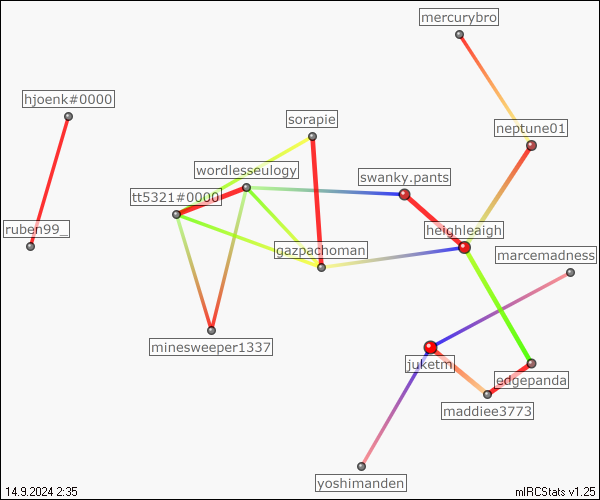 mercurybro
hjoenk#0000
sorapie
neptune01
wordlesseulogy
swanky.pants
tt5321#0000
ruben99_
heighleaigh
gazpachoman
marcemadness
minesweeper1337
juketm
edgepanda
maddiee3773
yoshimanden
14.9.2024 2:35
mIRCStats v1.25